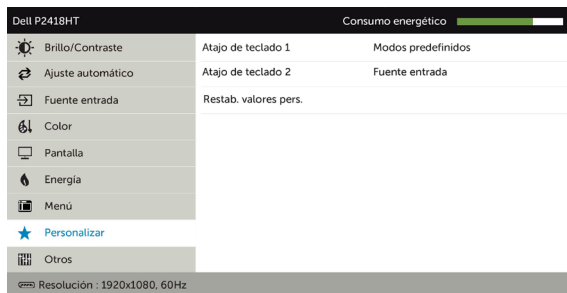 Dell P2418HT Consumo energético
Brillo/Contraste Atajo de teclado 1 Modos predefinidos
Ajuste automático Atajo de teclado 2 Fuente entrada
Fuente entrada Restab. valores pers.
Color
Pantalla
Energía
Menú
Personalizar
Otros
Resolución : 1920x1080, 60Hz